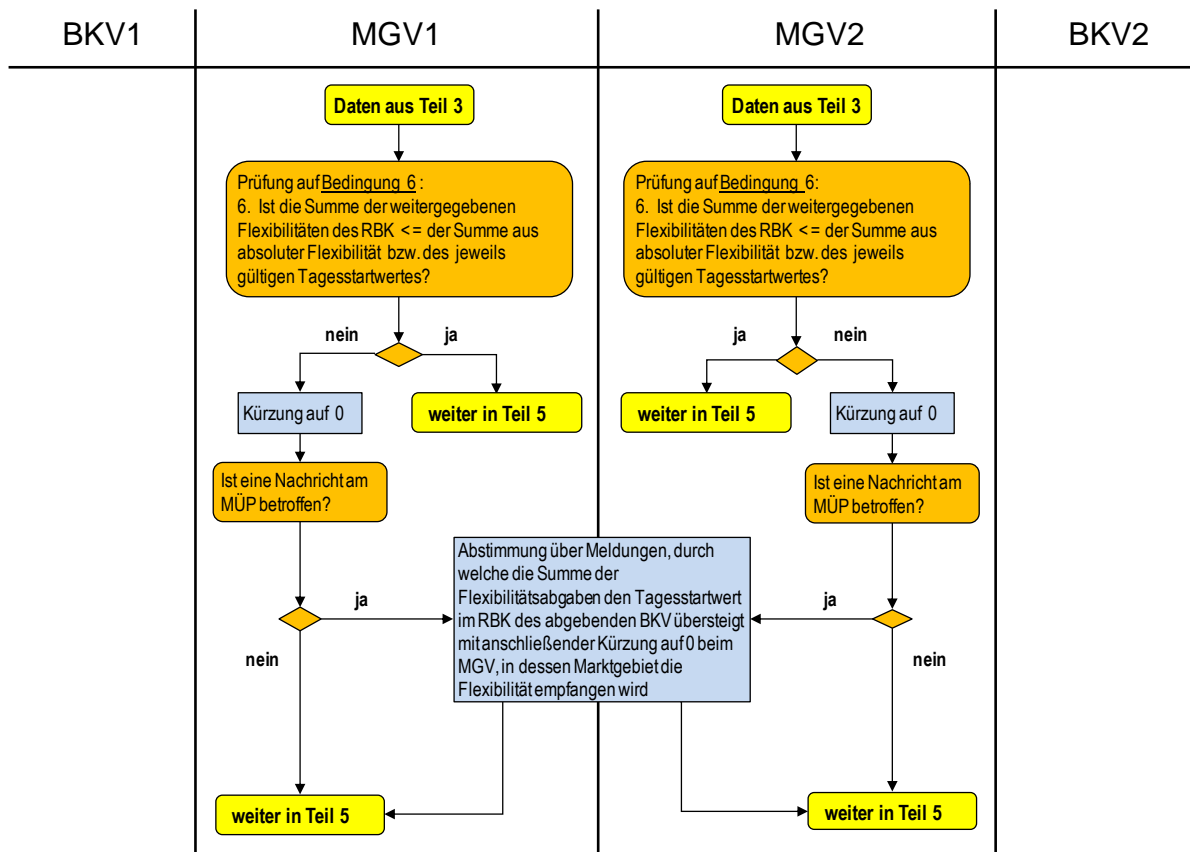 BKV1
MGV1
MGV2
BKV2
Daten aus Teil 3
Prüfung auf Bedingung 6 :
6. Ist die Summe der weitergegebenen
Flexibilitäten des RBK <= der Summe aus
absoluter Flexibilität bzw. des jeweils
gültigen Tagesstartwertes?
nein
ja
Kürzung auf 0
weiter in Teil 5
Ist eine Nachricht am
MÜP betroffen?
ja
nein
weiter in Teil 5
Daten aus Teil 3
Prüfung auf Bedingung 6:
6. Ist die Summe der weitergegebenen
Flexibilitäten des RBK <= der Summe aus
absoluter Flexibilität bzw. des jeweils
gültigen Tagesstartwertes?
ja
nein
weiter in Teil 5
Kürzung auf 0
Ist eine Nachricht am
MÜP betroffen?
ja
nein
Abstimmung über Meldungen, durch
welche die Summe der
Flexibilitätsabgaben den Tagesstartwert
im RBK des abgebenden BKV übersteigt
mit anschließender Kürzung auf 0 beim
MGV, in dessen Marktgebiet die
Flexibilität empfangen wird
weiter in Teil 5